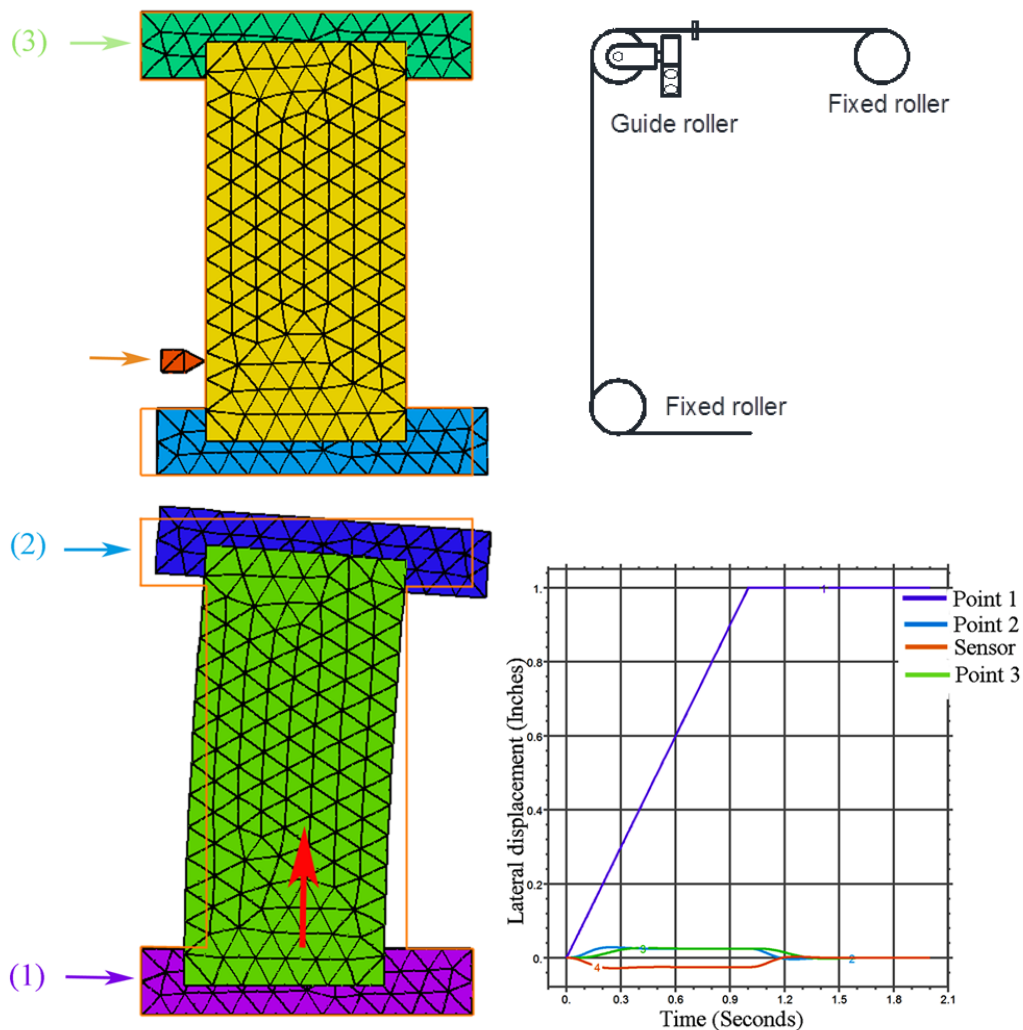 (3)
Guide roller
Fixed roller
Fixed roller
(2)
(1)
Lateral displacement (Inches)
1.
0.8
0.6
0.4
0.2
0.
1
2
3
4
0. 0.3 0.6 0.9 1.2 1.5 1.8 2.1
Time (Seconds)
Point 1
Point 2
Sensor
Point 3